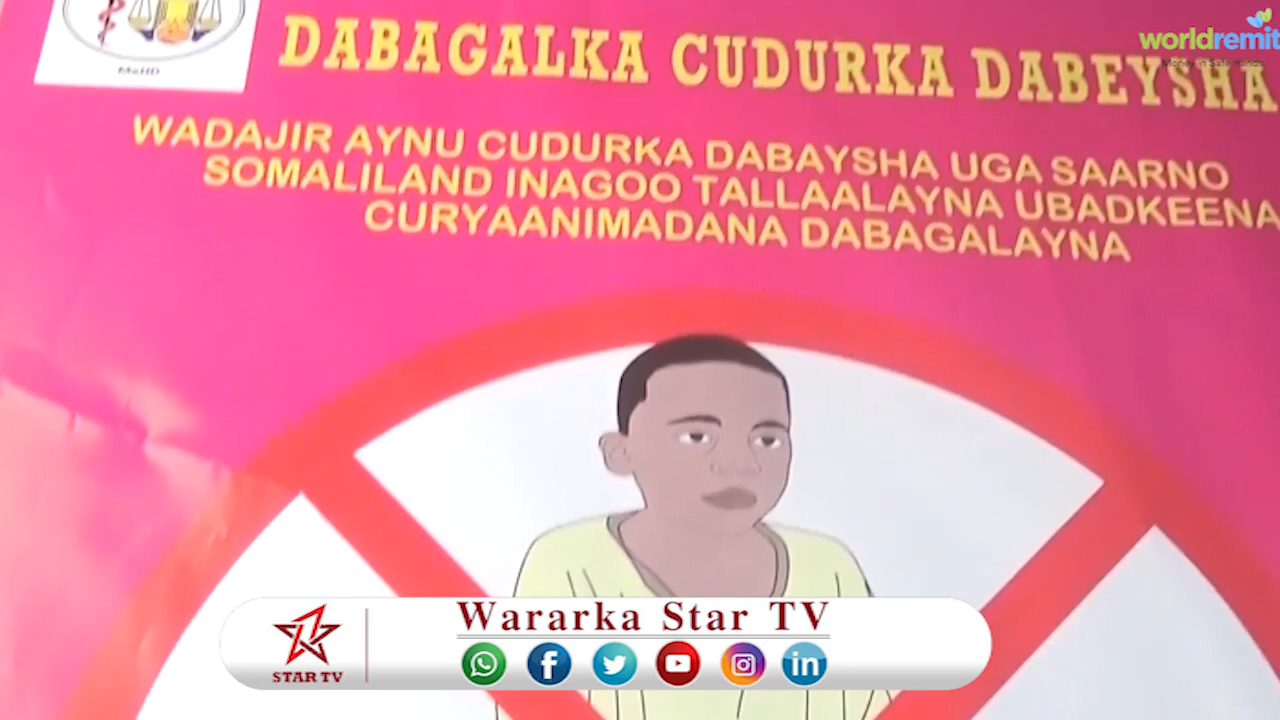 MoHD
DABAGALKA CUDURKA DABEYSHA
WADAJIR AYNU CUDURKA DABAYSHA UGA SAARNO
SOMALILAND INAGOO TALLAALAYNA UBADKEENA
CURYAANIMADANA DABAGALAYNA
worldremit
Wararka Star TV
STAR TV